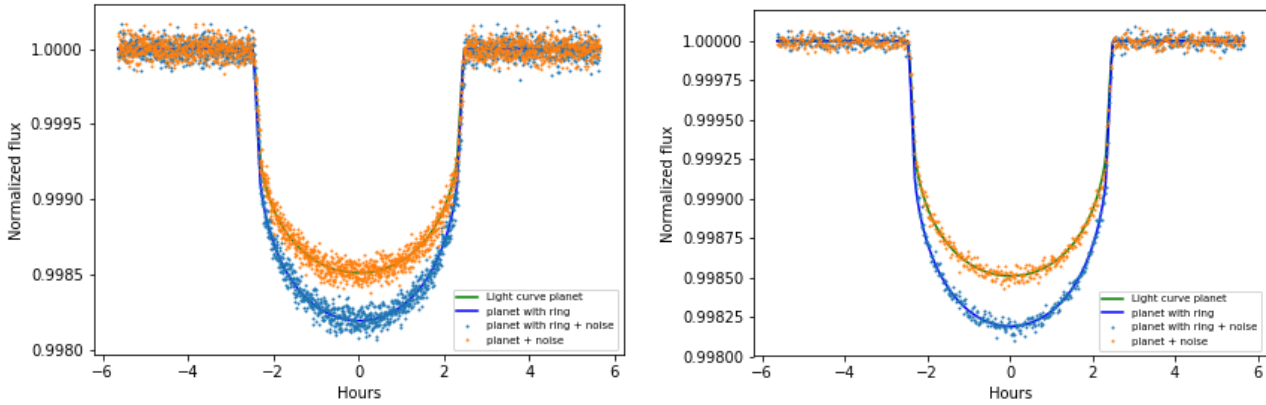 1.0000
0.9995
0.9990
0.9985
0.9980
Normalized flux
−6 −4 −2 0 2 4 6
Hours
Light curve planet
planet with ring
planet with ring + noise
planet + noise
1.00000
0.99975
0.99950
0.99925
0.99900
0.99875
0.99850
0.99825
0.99800
Normalized flux
−6 −4 −2 0 2 4 6
Hours
Light curve planet
planet with ring
planet with ring + noise
planet + noise